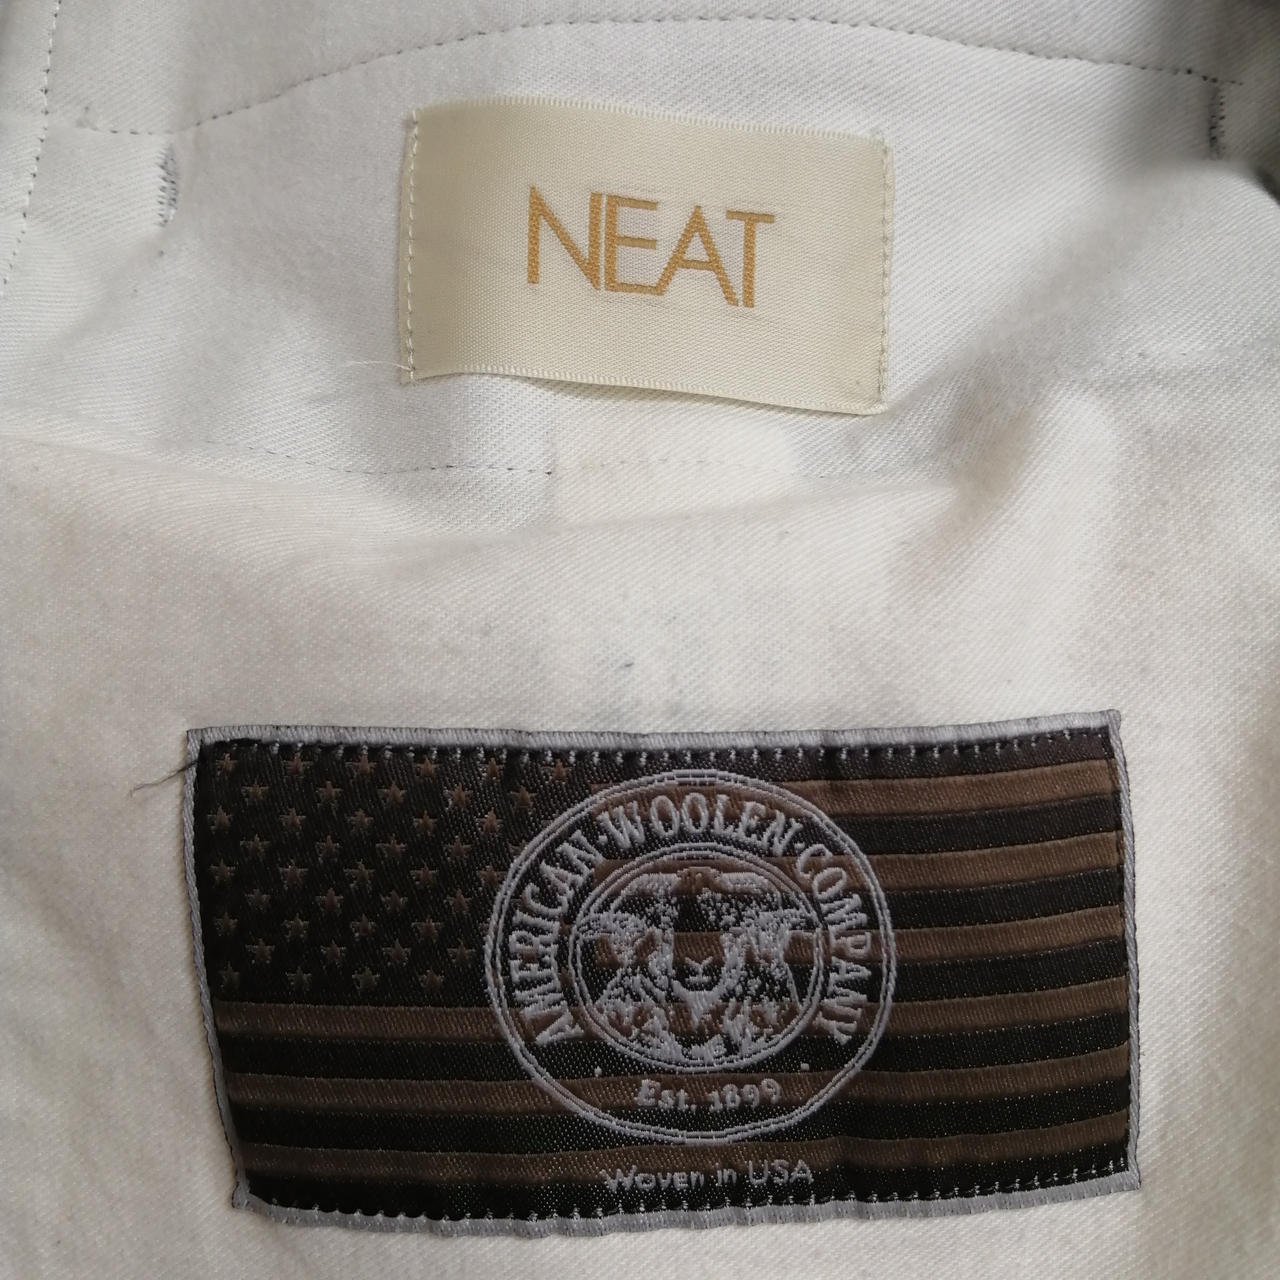 NEAT
AMERICAN·WOOLEN·COMPANY
Est. 1899
Woven in USA